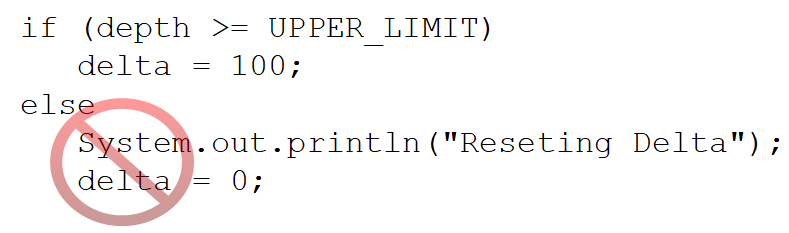 if (depth >= UPPER_LIMIT)
   delta = 100;
else
   System.out.println("Reseting Delta");
   delta = 0;